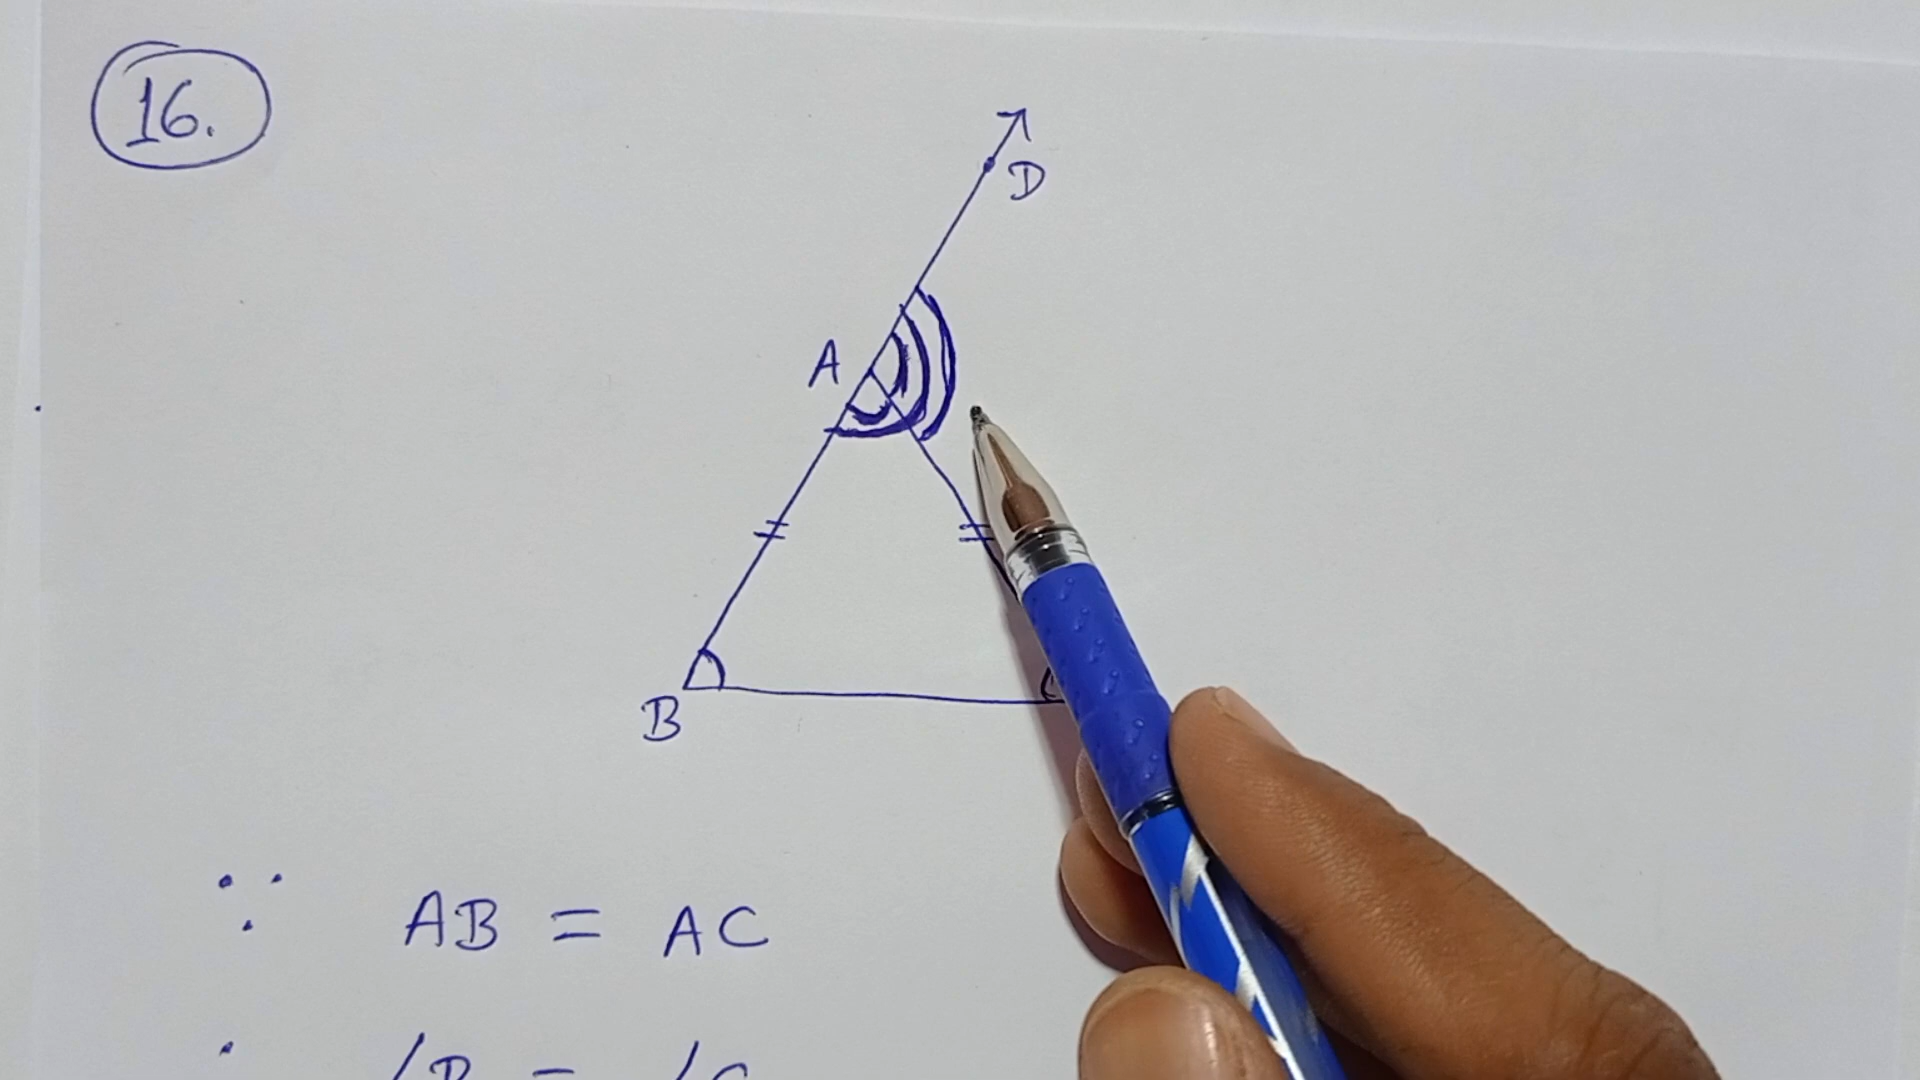 16.
D
A
B
∵ AB = AC
∠B = ∠C